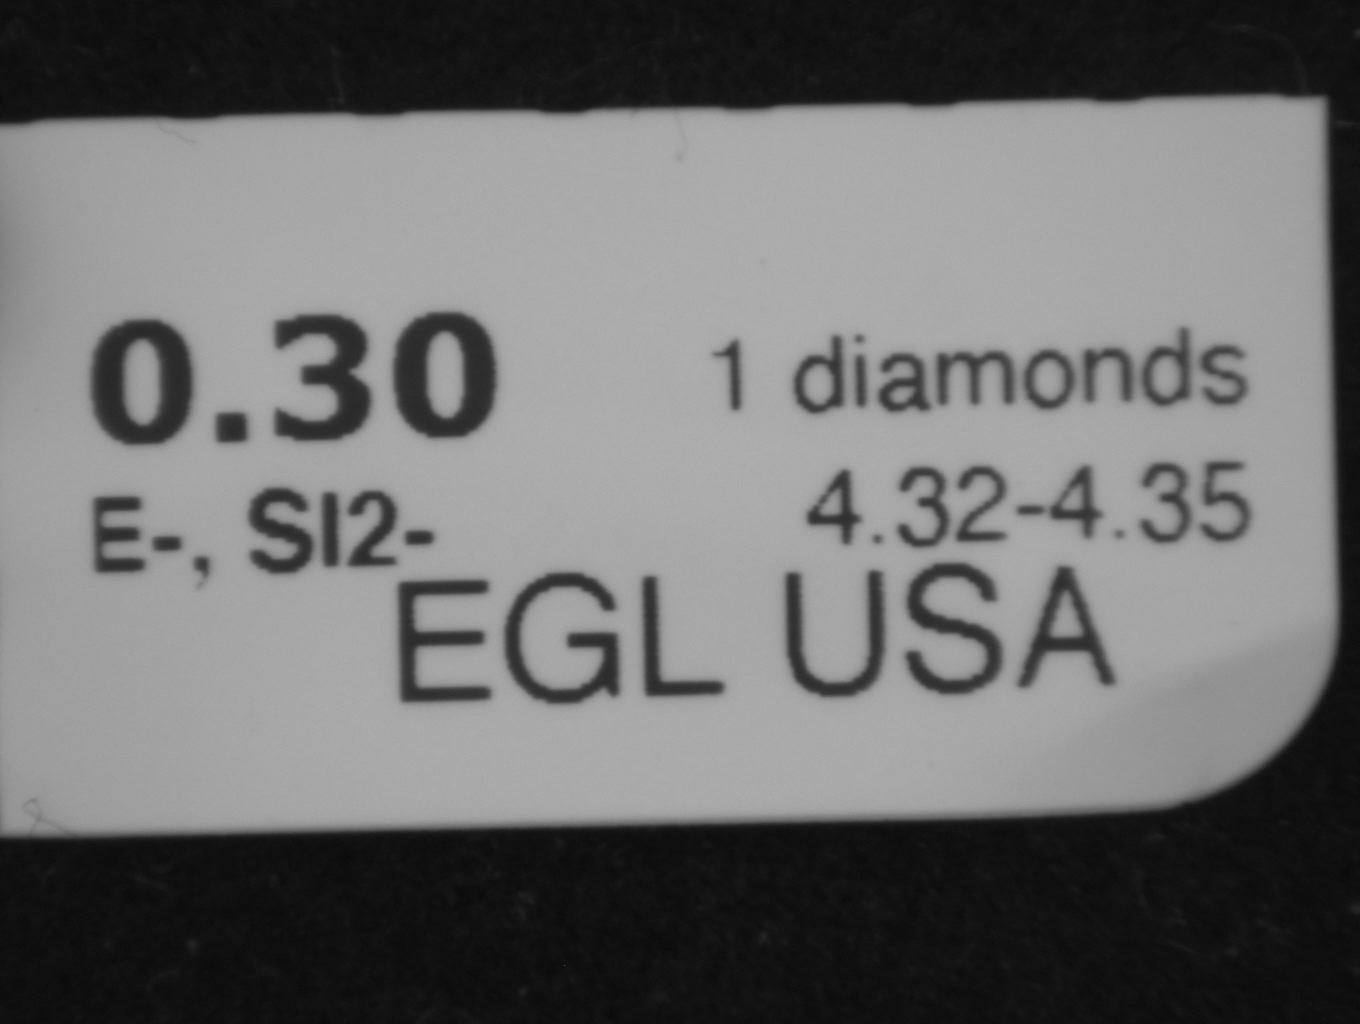 0.30 1 diamonds
E-, SI2- 4.32-4.35
EGL USA